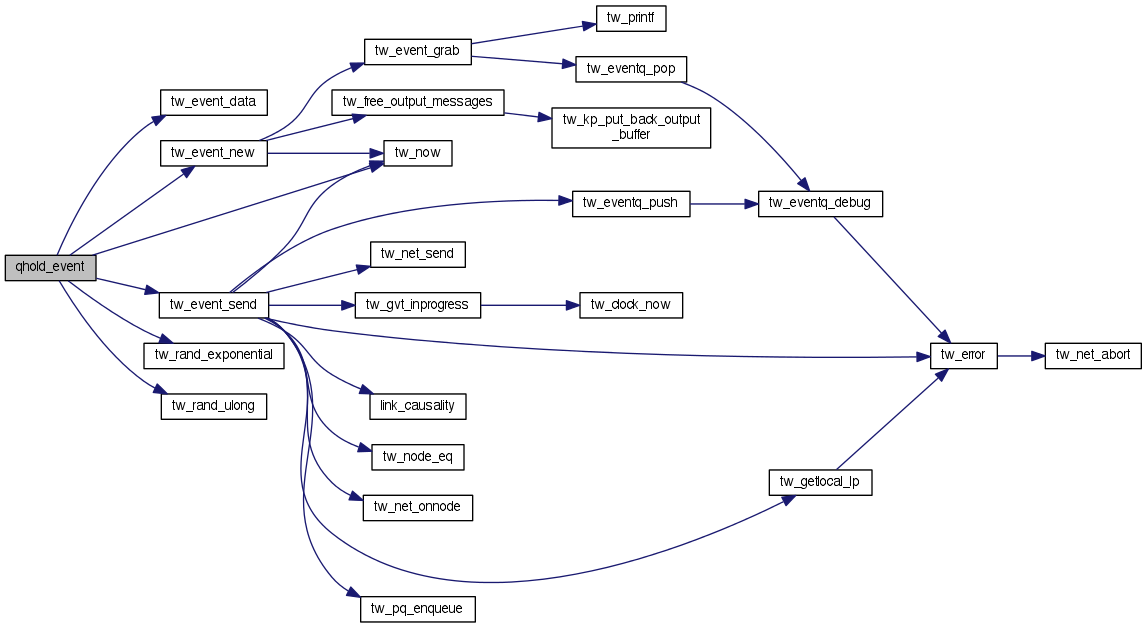 tw_printf
tw_event_grab
tw_eventq_pop
tw_event_data
tw_free_output_messages
tw_kp_put_back_output
_buffer
tw_event_new
tw_now
tw_eventq_push
tw_eventq_debug
tw_net_send
qhold_event
tw_event_send
tw_gvt_inprogress
tw_clock_now
tw_rand_exponential
tw_error
tw_net_abort
tw_rand_ulong
link_causality
tw_node_eq
tw_getlocal_lp
tw_net_onnode
tw_pq_enqueue